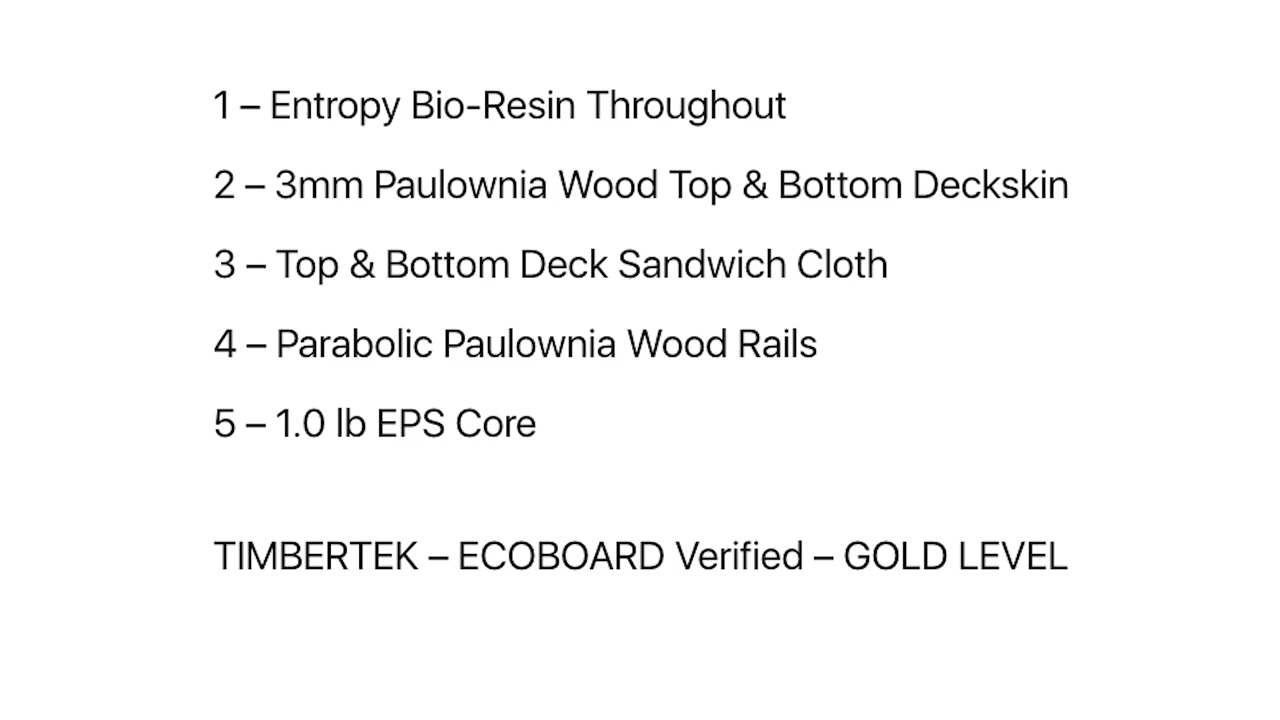 1 – Entropy Bio-Resin Throughout
2 – 3mm Paulownia Wood Top & Bottom Deckskin
3 – Top & Bottom Deck Sandwich Cloth
4 – Parabolic Paulownia Wood Rails
5 – 1.0 lb EPS Core
TIMBERTEK – ECOBOARD Verified – GOLD LEVEL